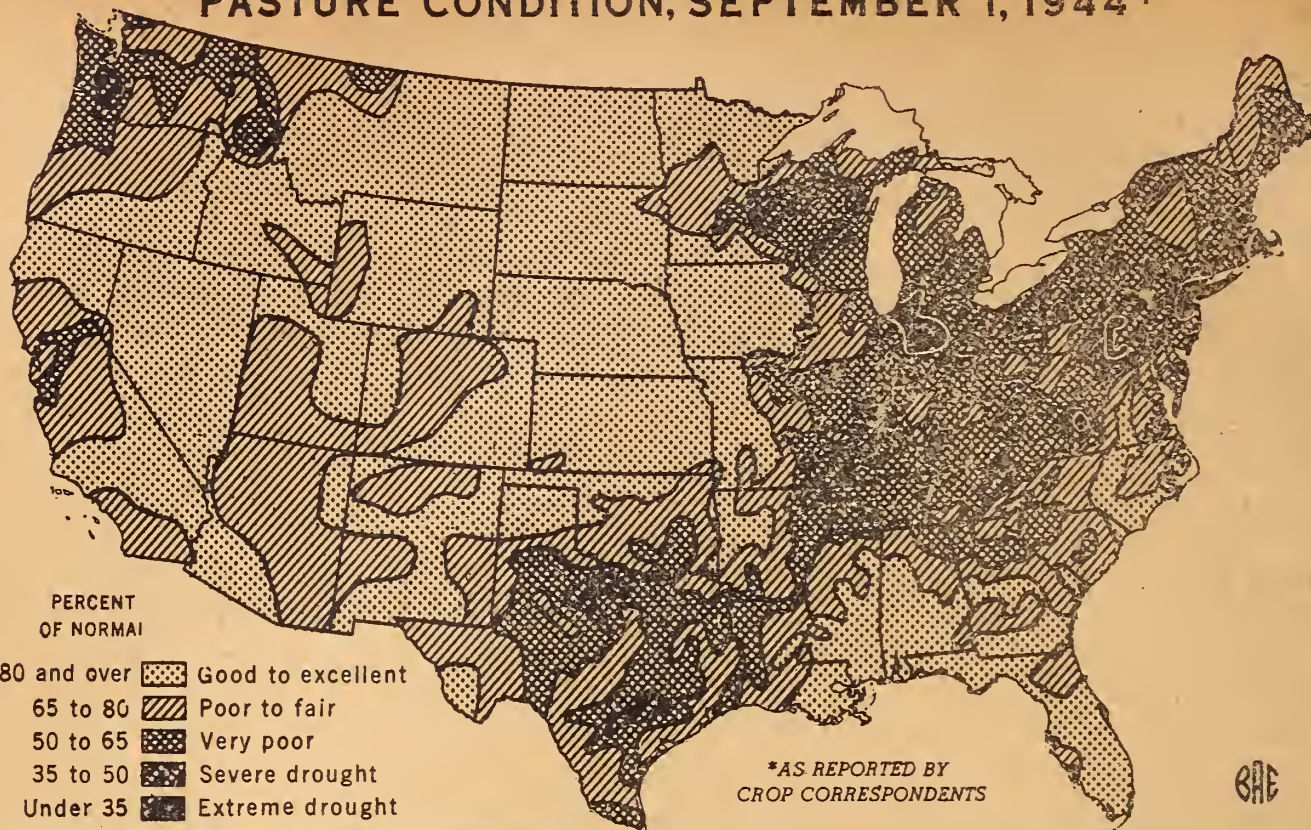 PASTURE CONDITION, SEPTEMBER 1, 1944*
PERCENT
OF NORMAL
80 and over Good to excellent
65 to 80 Poor to fair
50 to 65 Very poor
35 to 50 Severe drought
Under 35 Extreme drought
*AS REPORTED BY
CROP CORRESPONDENTS
BAE